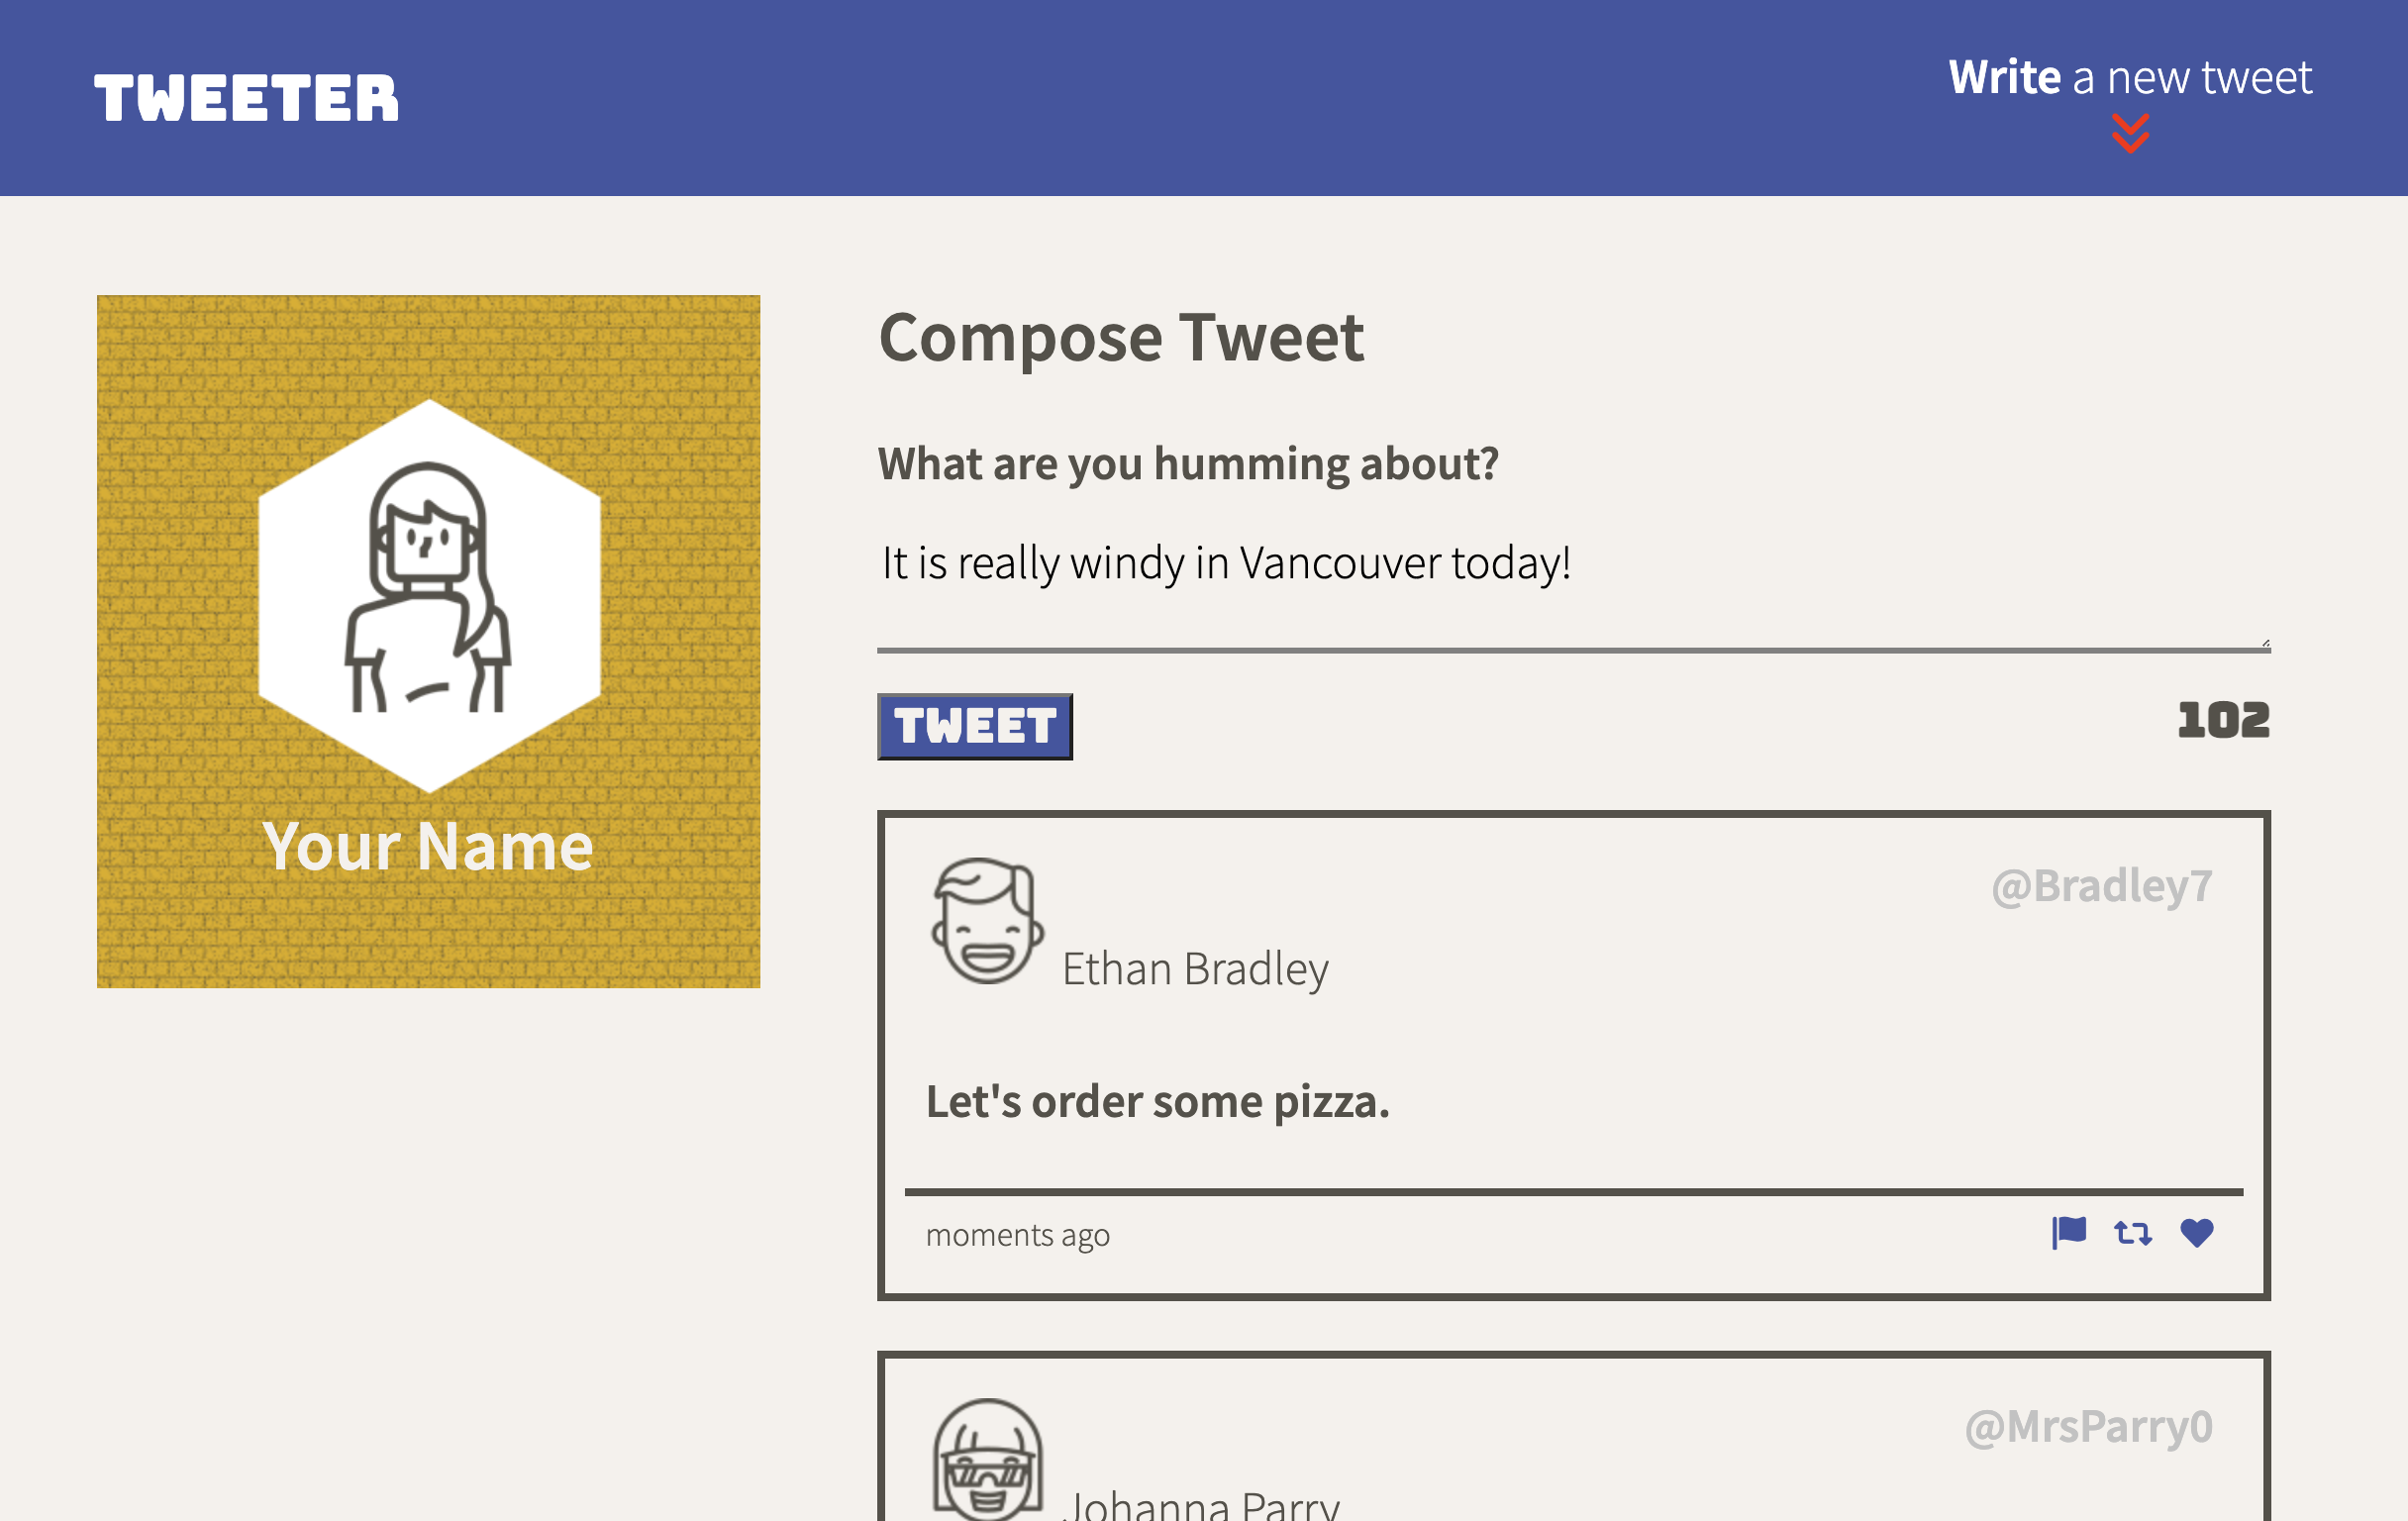 TWEETER
Write a new tweet
Your Name
Compose Tweet
What are you humming about?
It is really windy in Vancouver today!
TWEET
102
@Bradley7
Ethan Bradley
Let's order some pizza.
moments ago
@MrsParry0
Johanna Parry